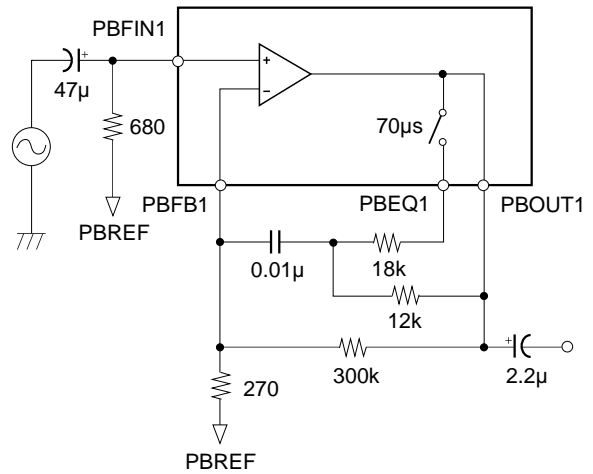 PBFIN1
+
47µ
680
PBREF
+
−
70µs
PBFB1
PBEQ1
PBOUT1
0.01µ
18k
12k
300k
+
2.2µ
270
PBREF